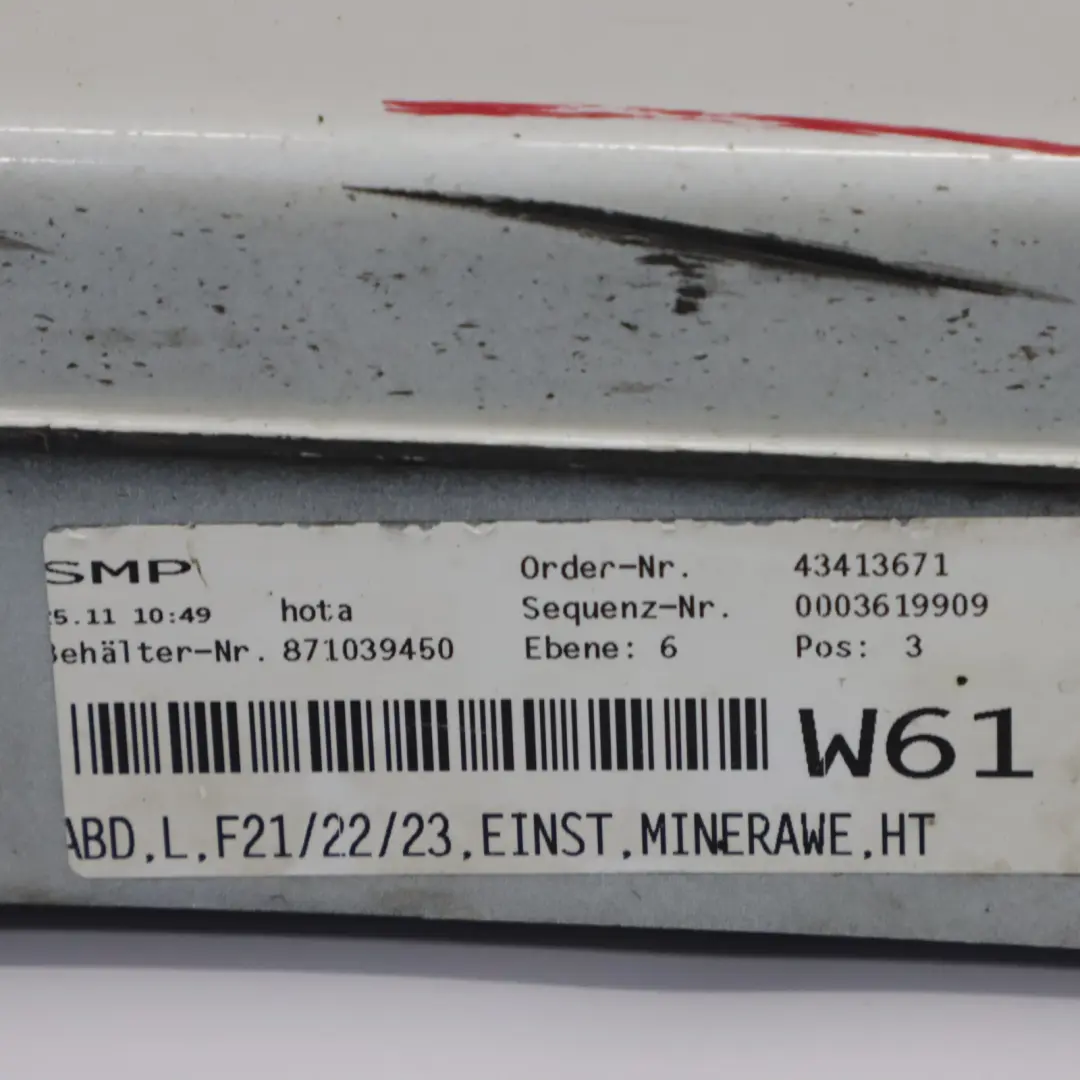 SMP
5.11 10:49 hota
Behälter-Nr. 871039450
Order-Nr. 43413671
Sequenz-Nr. 0003619909
Ebene: 6 Pos: 3
W61
ABD,L,F21/22/23,EINST,MINERAWE,HT